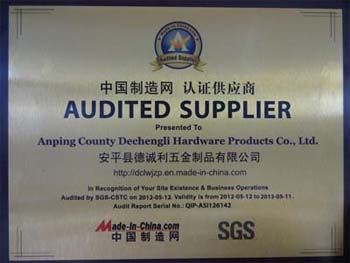 Audited Supplier
中国制造网 认证供应商
AUDITED SUPPLIER
Presented To
Anping County Dechengli Hardware Products Co., Ltd.
安平县德诚利五金制品有限公司
http://dclwjzp.en.made-in-china.com
In Recognition of Your Site Existence & Business Operations
Audited by SGS-CSTC on 2012-05-12. Validity is from 2012-05-12 to 2013-05-11.
Audit Report Serial No.: QIP-ASI126142
Made-in-China.com
中国制造网
SGS